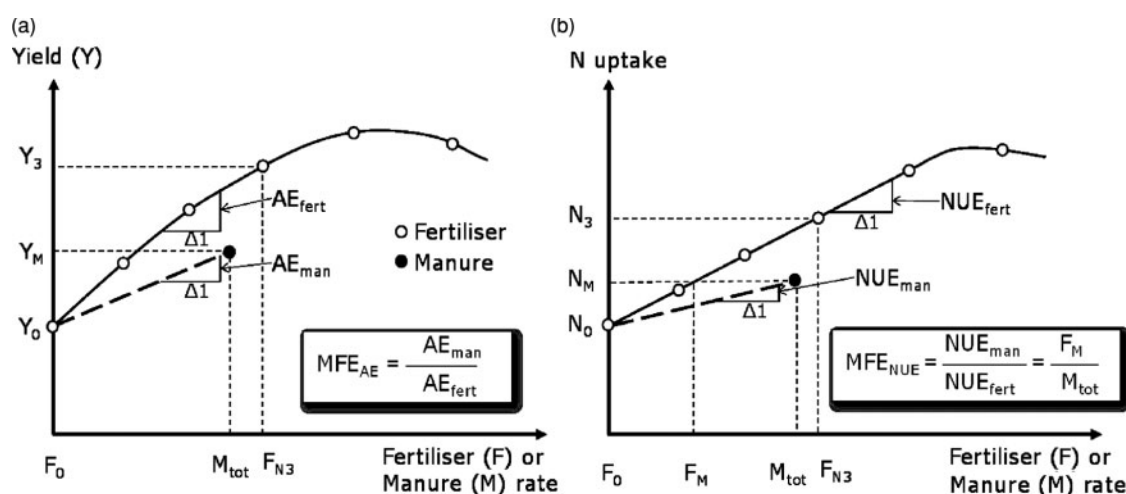 (a)
Yield (Y)
Y3
YM
Y0
AEfert
Δ1
AEman
Δ1
Fertiliser
Manure
MFEAE = AEman
AEfert
F0
Mtot
FN3
Fertiliser (F) or
Manure (M) rate
(b)
N uptake
N3
NM
N0
NUEfert
Δ1
NUEman
Δ1
MFENUE = NUEman = FM
NUEfert Mtot
F0
FM
Mtot
FN3
Fertiliser (F) or
Manure (M) rate